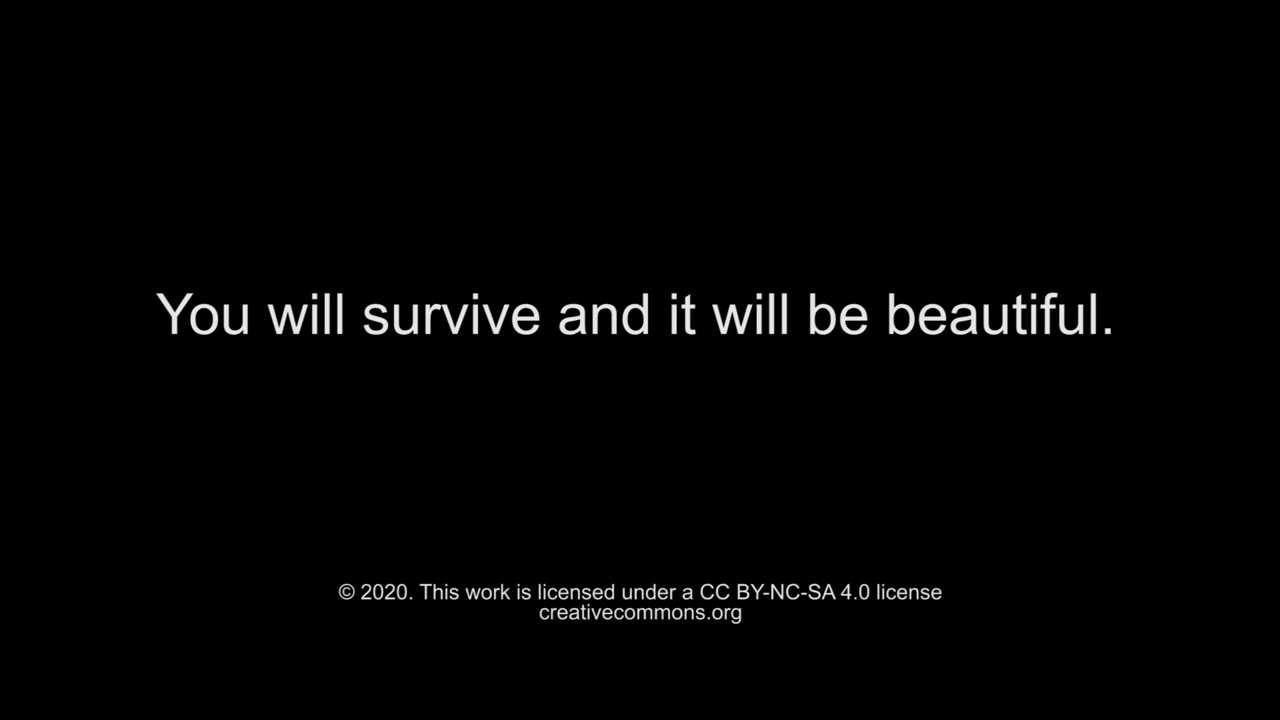 You will survive and it will be beautiful.
© 2020. This work is licensed under a CC BY-NC-SA 4.0 license
creativecommons.org